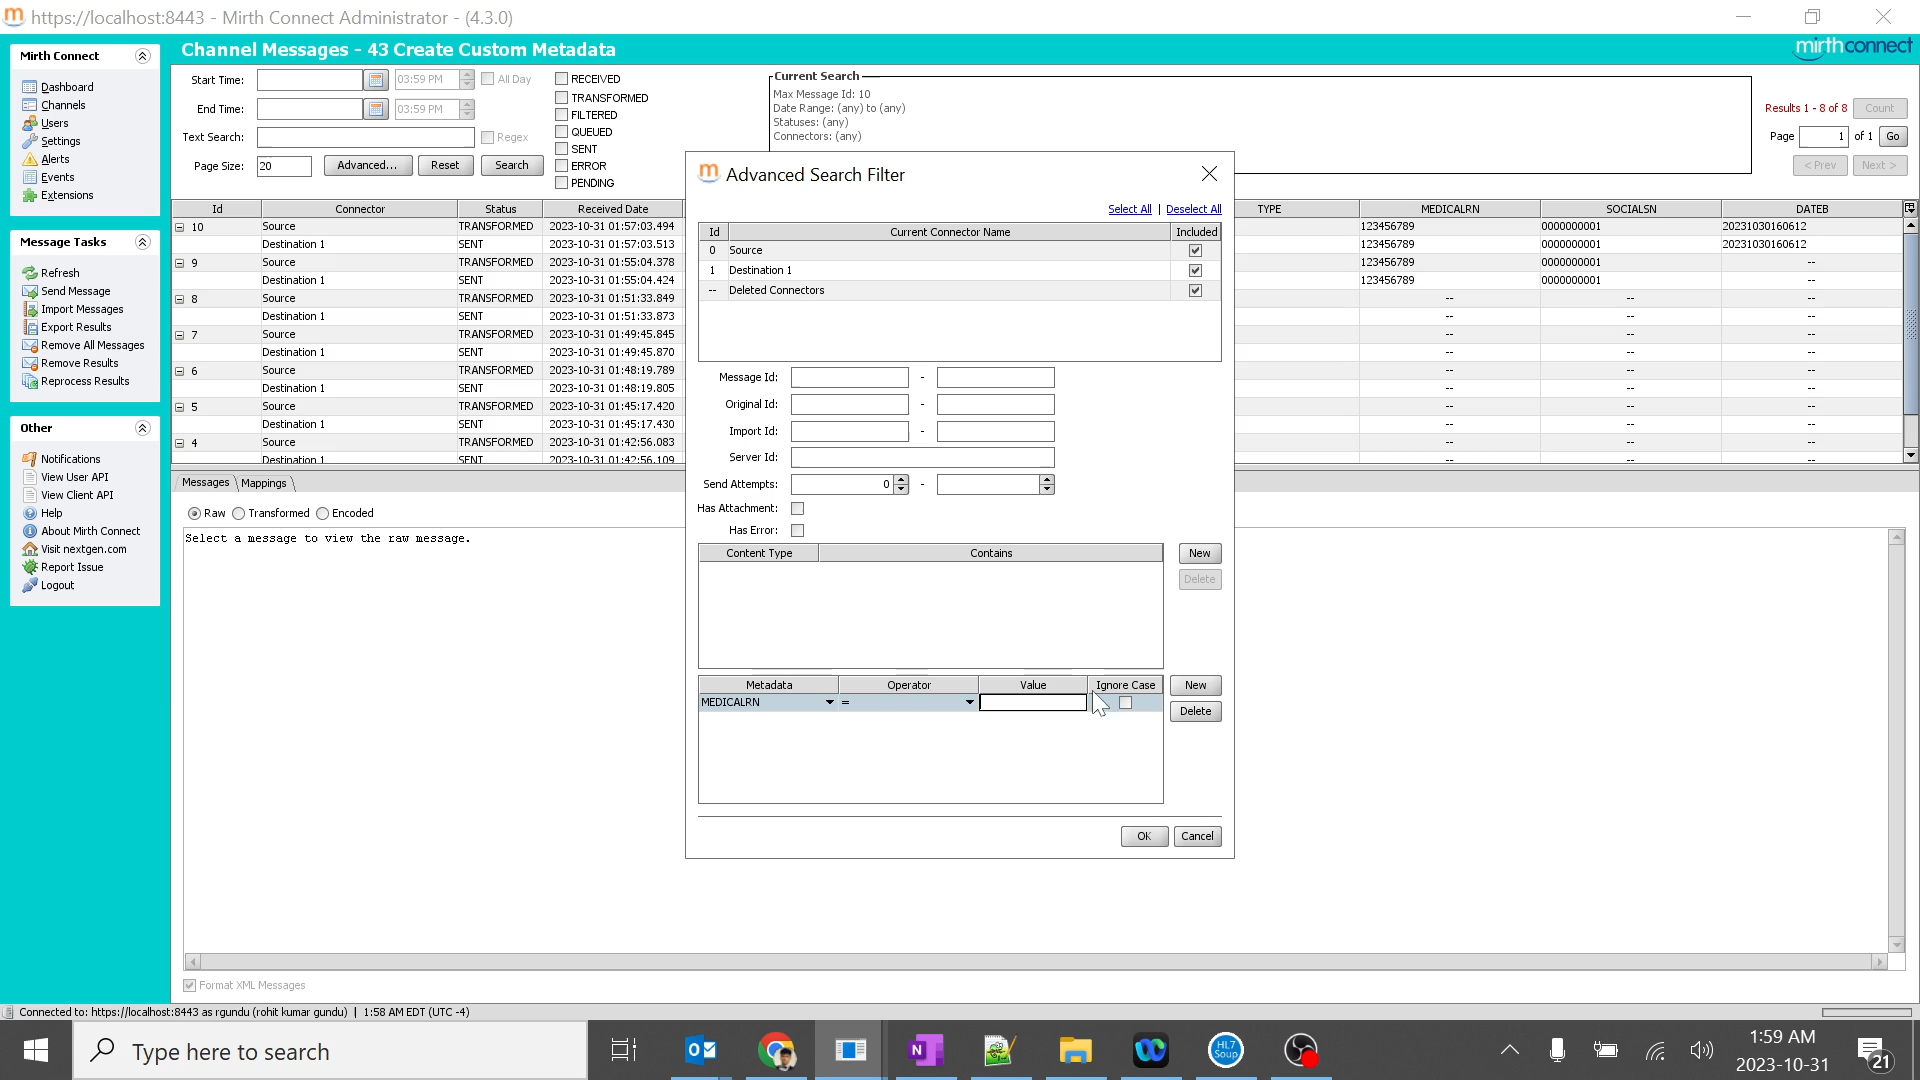 https://localhost:8443 - Mirth Connect Administrator - (4.3.0)
Mirth Connect
Dashboard
Channels
Users
Settings
Alerts
Events
Extensions
Message Tasks
Refresh
Send Message
Import Messages
Export Results
Remove All Messages
Remove Results
Reprocess Results
Other
Notifications
View User API
View Client API
Help
About Mirth Connect
Visit nextgen.com
Report Issue
Logout
Channel Messages - 43 Create Custom Metadata
mirthconnect
Start Time: 03:59 PM All Day
End Time: 03:59 PM
Text Search: Regex
Page Size: 20 Advanced... Reset Search
RECEIVED
TRANSFORMED
FILTERED
QUEUED
SENT
ERROR
PENDING
Current Search
Max Message Id: 10
Date Range: (any) to (any)
Statuses: (any)
Connectors: (any)
Results 1 - 8 of 8 Count
Page 1 of 1 Go
< Prev Next >
Id Connector Status Received Date TYPE MEDICALRN SOCIALSN DATEB
10 Source TRANSFORMED 2023-10-31 01:57:03.494 123456789 0000000001 20231030160612
Destination 1 SENT 2023-10-31 01:57:03.513 123456789 0000000001 20231030160612
9 Source TRANSFORMED 2023-10-31 01:55:04.378 123456789 0000000001 --
Destination 1 SENT 2023-10-31 01:55:04.424 123456789 0000000001 --
8 Source TRANSFORMED 2023-10-31 01:51:33.849 -- -- --
Destination 1 SENT 2023-10-31 01:51:33.873 -- -- --
7 Source TRANSFORMED 2023-10-31 01:49:45.845 -- -- --
Destination 1 SENT 2023-10-31 01:49:45.870 -- -- --
6 Source TRANSFORMED 2023-10-31 01:48:19.789 -- -- --
Destination 1 SENT 2023-10-31 01:48:19.805 -- -- --
5 Source TRANSFORMED 2023-10-31 01:45:17.420 -- -- --
Destination 1 SENT 2023-10-31 01:45:17.430 -- -- --
4 Source TRANSFORMED 2023-10-31 01:42:56.083 -- -- --
Destination 1 SENT 2023-10-31 01:42:56.109 -- -- --
Messages Mappings
Raw Transformed Encoded
Select a message to view the raw message.
Format XML Messages
Advanced Search Filter
Select All | Deselect All
Id Current Connector Name Included
0 Source
1 Destination 1
-- Deleted Connectors
Message Id: -
Original Id: -
Import Id: -
Server Id:
Send Attempts: 0 -
Has Attachment:
Has Error:
Content Type Contains New
Delete
Metadata Operator Value Ignore Case New
MEDICALRN = Delete
OK Cancel
Connected to: https://localhost:8443 as rgundu (rohit kumar gundu) | 1:58 AM EDT (UTC -4)
Type here to search
HL7
Soup
1:59 AM
2023-10-31
21